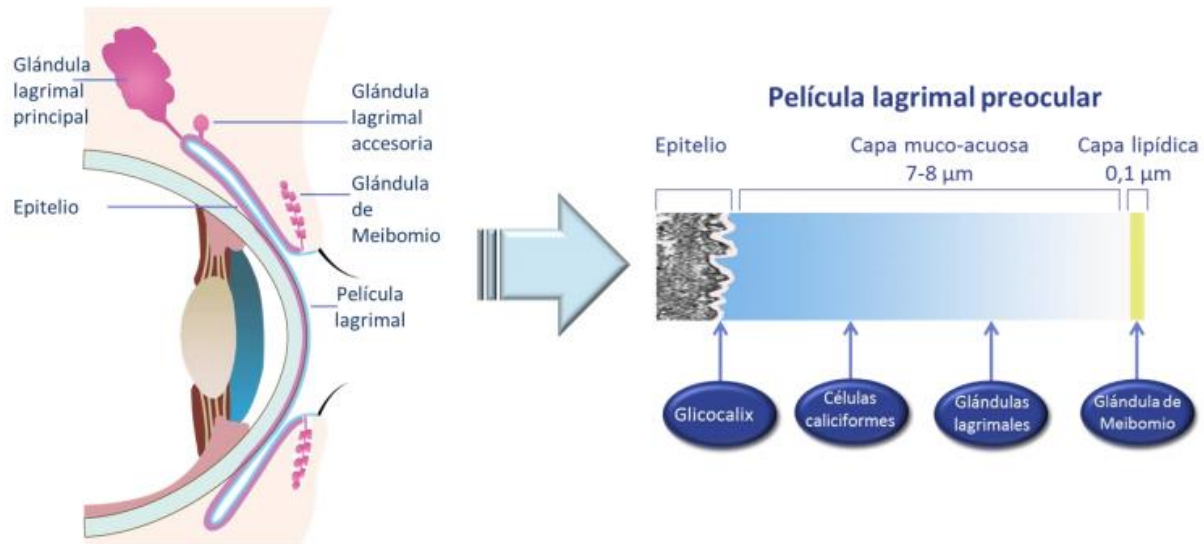 Glándula
lagrimal
principal
Glándula
lagrimal
accesoria
Glándula
de
Meibomio
Epitelio
Película
lagrimal
Película lagrimal preocular
Epitelio
Capa muco-acuosa
7-8 µm
Capa lipídica
0,1 µm
Glicocalix
Células
caliciformes
Glándulas
lagrimales
Glándula de
Meibomio